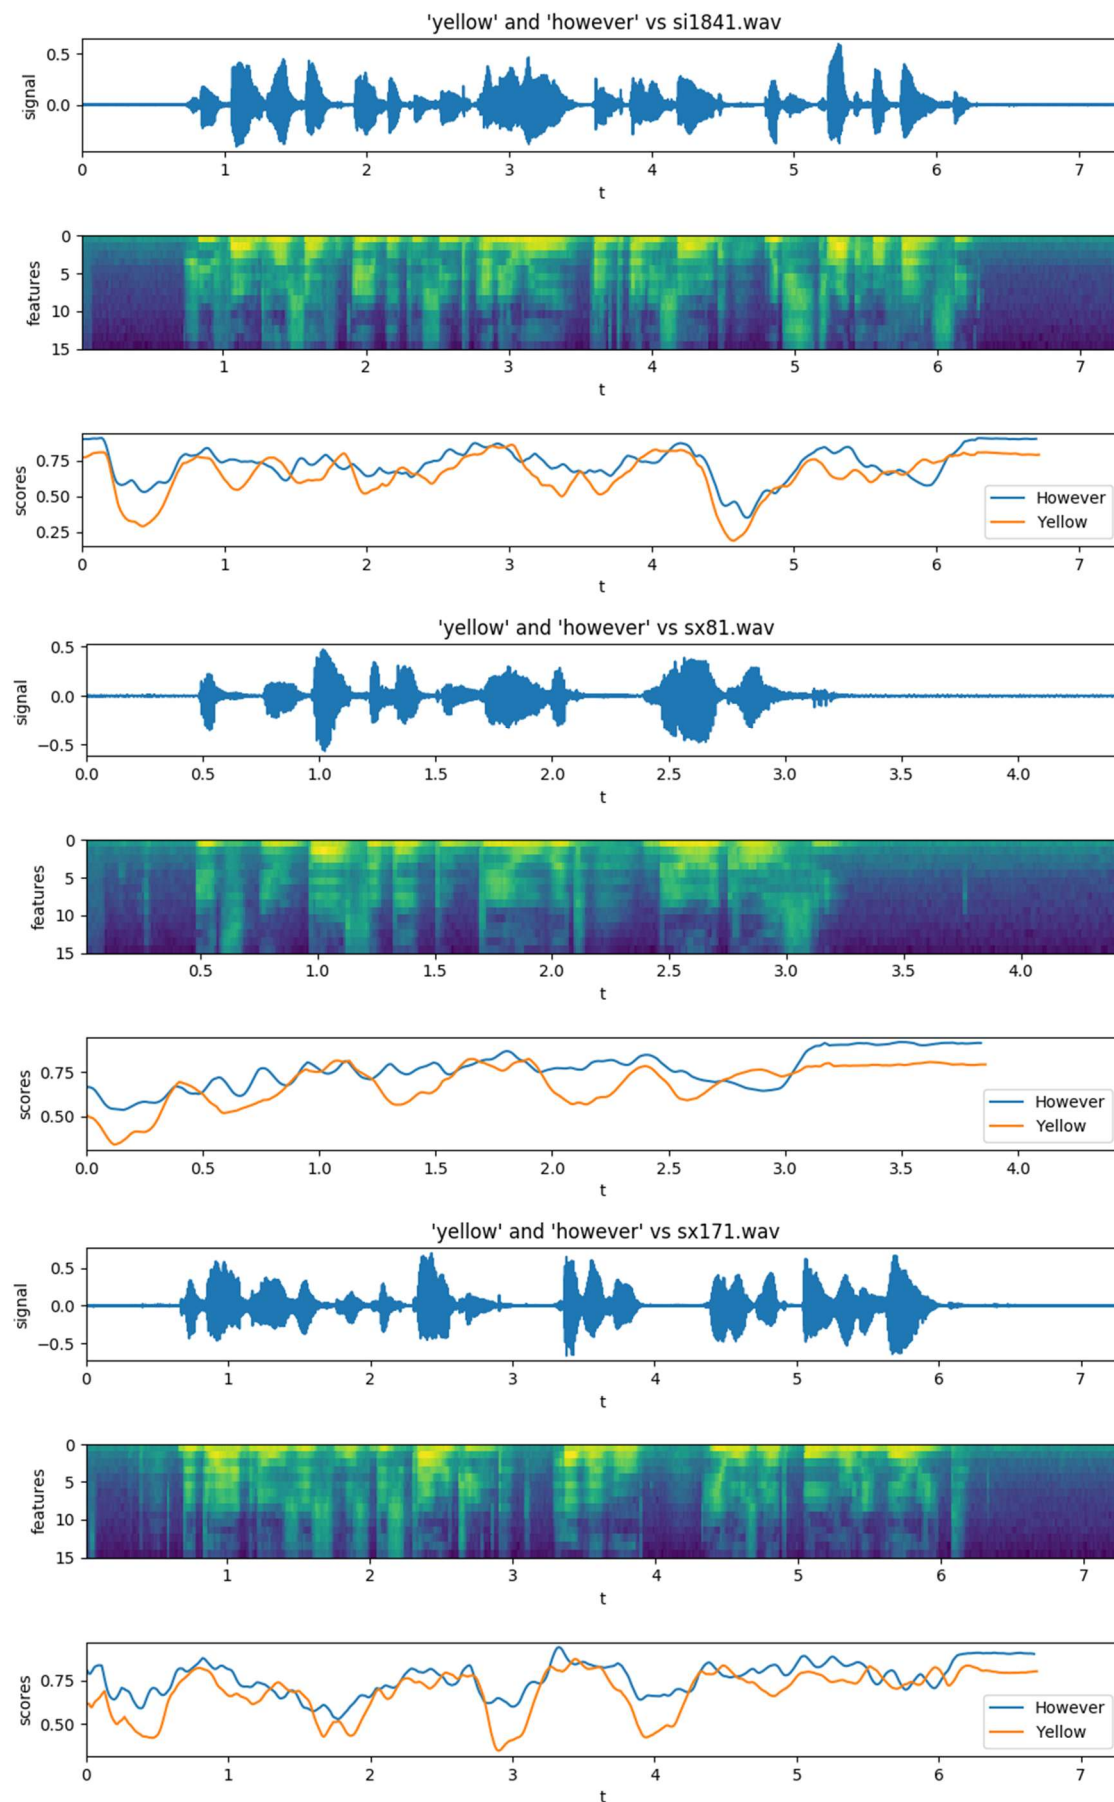 'yellow' and 'however' vs si1841.wav
0.5
0.0
signal
0 1 2 3 4 5 6 7
t
0
5
10
15
features
1 2 3 4 5 6 7
t
0.75
0.50
0.25
scores
However
Yellow
0 1 2 3 4 5 6 7
t
'yellow' and 'however' vs sx81.wav
0.5
0.0
−0.5
signal
0.0 0.5 1.0 1.5 2.0 2.5 3.0 3.5 4.0
t
0
5
10
15
features
0.5 1.0 1.5 2.0 2.5 3.0 3.5 4.0
t
0.75
0.50
scores
However
Yellow
0.0 0.5 1.0 1.5 2.0 2.5 3.0 3.5 4.0
t
'yellow' and 'however' vs sx171.wav
0.5
0.0
−0.5
signal
0 1 2 3 4 5 6 7
t
0
5
10
15
features
1 2 3 4 5 6 7
t
0.75
0.50
scores
However
Yellow
0 1 2 3 4 5 6 7
t